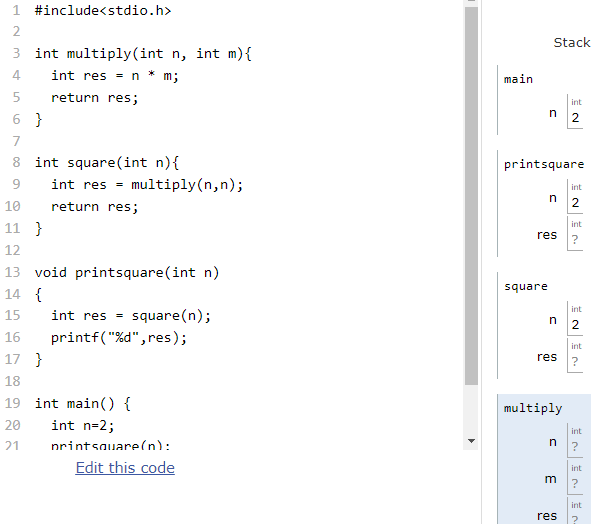 1 #include<stdio.h>
2
3 int multiply(int n, int m){
4 int res = n * m;
5 return res;
6 }
7
8 int square(int n){
9 int res = multiply(n,n);
10 return res;
11 }
12
13 void printsquare(int n)
14 {
15 int res = square(n);
16 printf("%d",res);
17 }
18
19 int main() {
20 int n=2;
21 printsquare(n);
Edit this code
Stack
main
int
n 2
printsquare
int
n 2
int
res ?
square
int
n 2
int
res ?
multiply
int
n ?
int
m ?
int
res ?